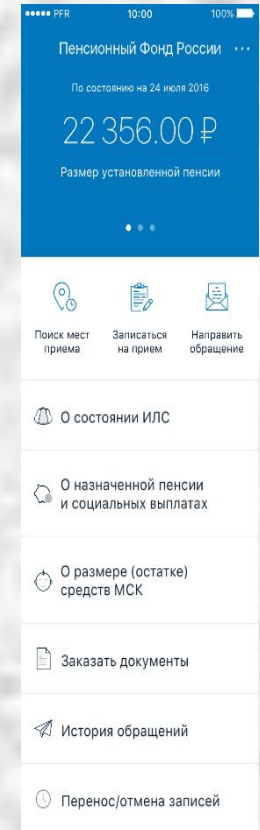 PFR 10:00 100%
Пенсионный Фонд России
По состоянию на 24 июля 2016
22 356.00 ₽
Размер установленной пенсии
Поиск мест
приема
Записаться
на прием
Направить
обращение
О состоянии ИЛС
О назначенной пенсии
и социальных выплатах
О размере (остатке)
средств МСК
Заказать документы
История обращений
Перенос/отмена записей